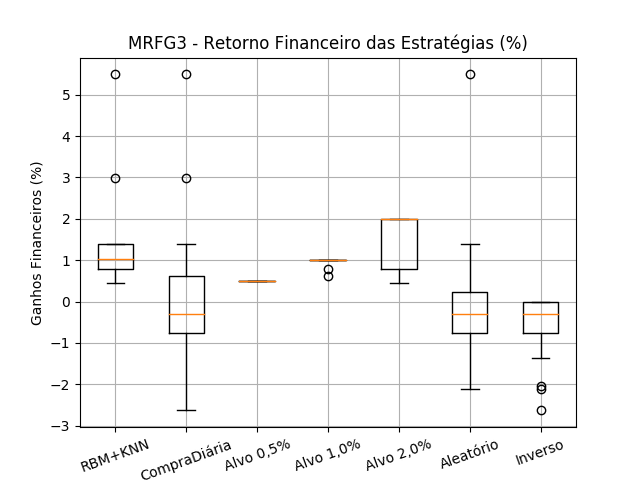 MRFG3 - Retorno Financeiro das Estratégias (%)
Ganhos Financeiros (%)
5
4
3
2
1
0
−1
−2
−3
RBM+KNN
CompraDiária
Alvo 0,5%
Alvo 1,0%
Alvo 2,0%
Aleatório
Inverso